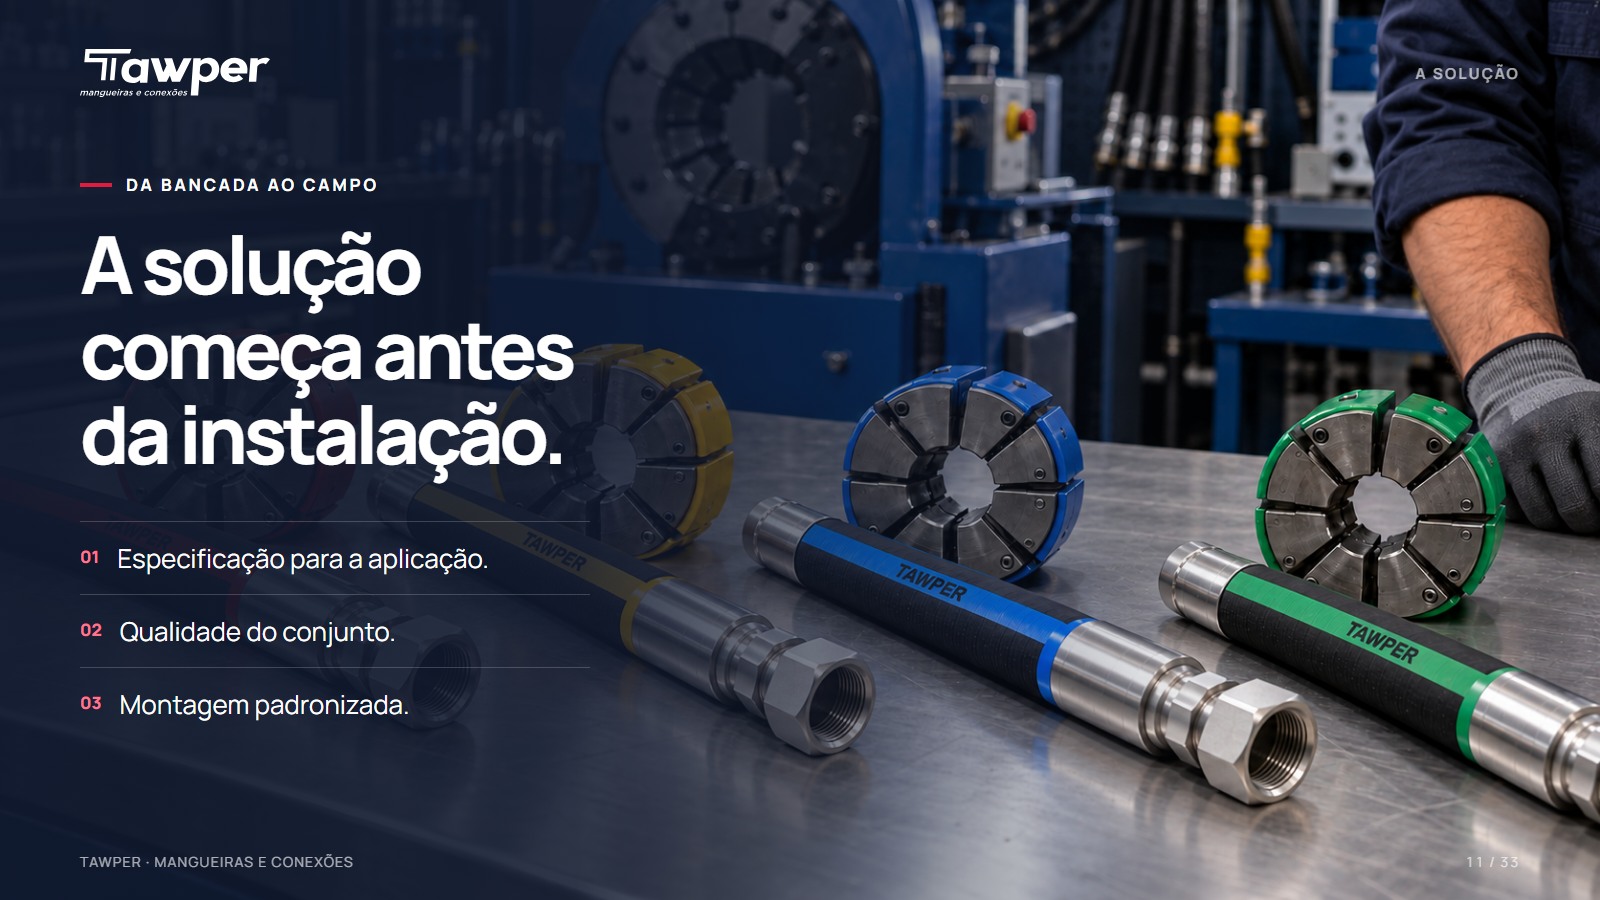 Tawper
mangueiras e conexões
A SOLUÇÃO
DA BANCADA AO CAMPO
A solução
começa antes
da instalação.
01 Especificação para a aplicação.
02 Qualidade do conjunto.
03 Montagem padronizada.
TAWPER
TAWPER
TAWPER
TAWPER · MANGUEIRAS E CONEXÕES
11 / 33